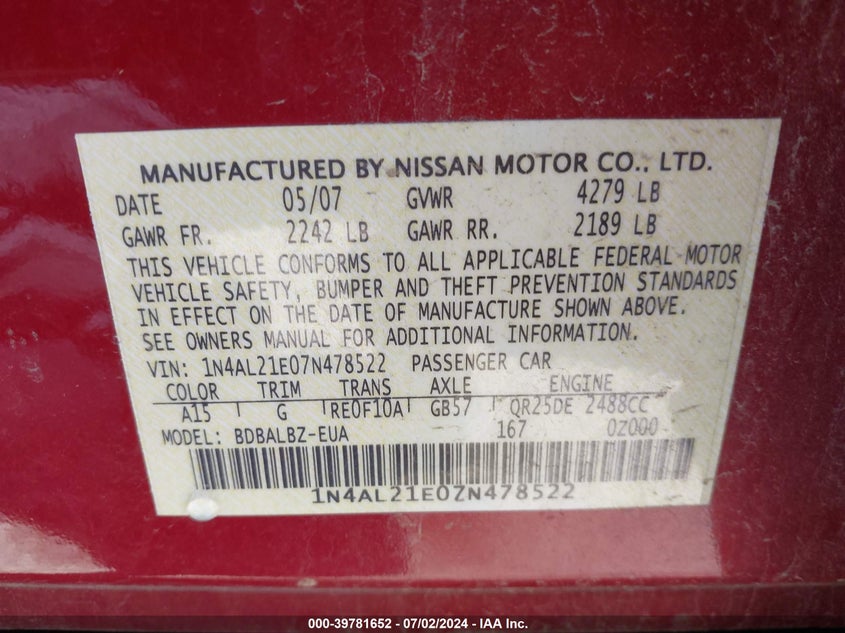 MANUFACTURED BY NISSAN MOTOR CO., LTD.
DATE 05/07 GVWR 4279 LB
GAWR FR. 2242 LB GAWR RR. 2189 LB
THIS VEHICLE CONFORMS TO ALL APPLICABLE FEDERAL MOTOR
VEHICLE SAFETY, BUMPER AND THEFT PREVENTION STANDARDS
IN EFFECT ON THE DATE OF MANUFACTURE SHOWN ABOVE.
SEE OWNERS MANUAL FOR ADDITIONAL INFORMATION.
VIN: 1N4AL21E07N478522 PASSENGER CAR
COLOR TRIM TRANS AXLE ENGINE
A15 G RE0F10A GB57 QR25DE 2488CC
MODEL: BDBALBZ-EUA 167 0Z000
1N4AL21E07N478522
000-39781652 - 07/02/2024 - IAA Inc.